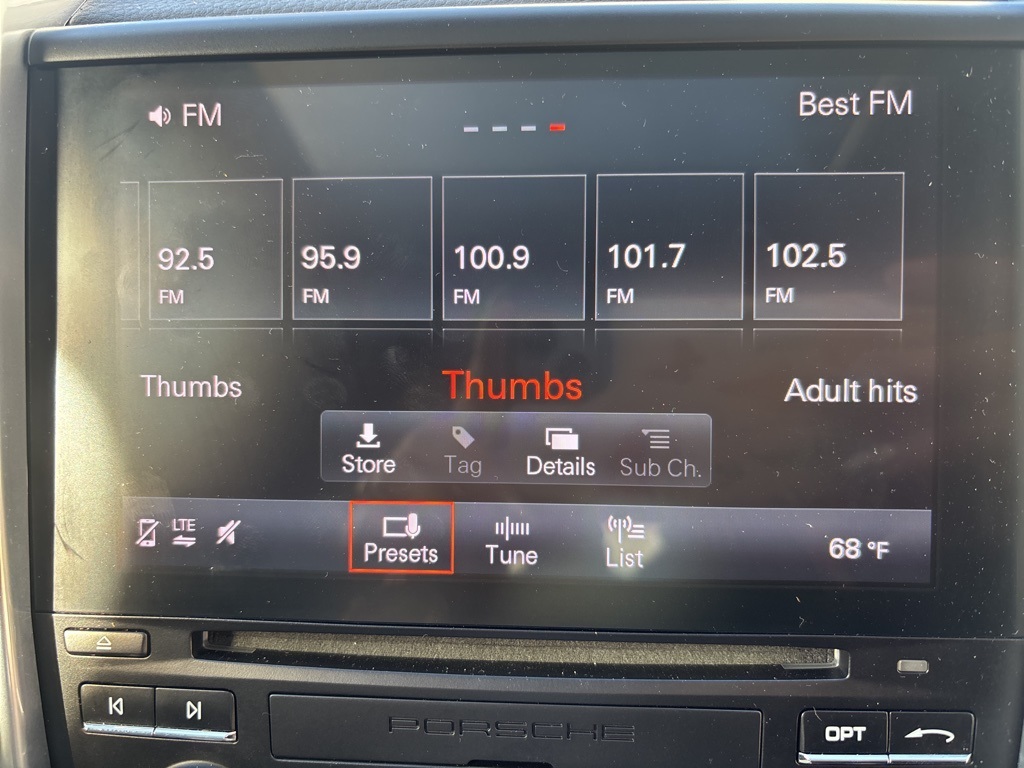 FM
Best FM
92.5
FM
95.9
FM
100.9
FM
101.7
FM
102.5
FM
Thumbs
Thumbs
Adult hits
Store
Tag
Details
Sub Ch.
LTE
Presets
Tune
List
68 °F
PORSCHE
OPT